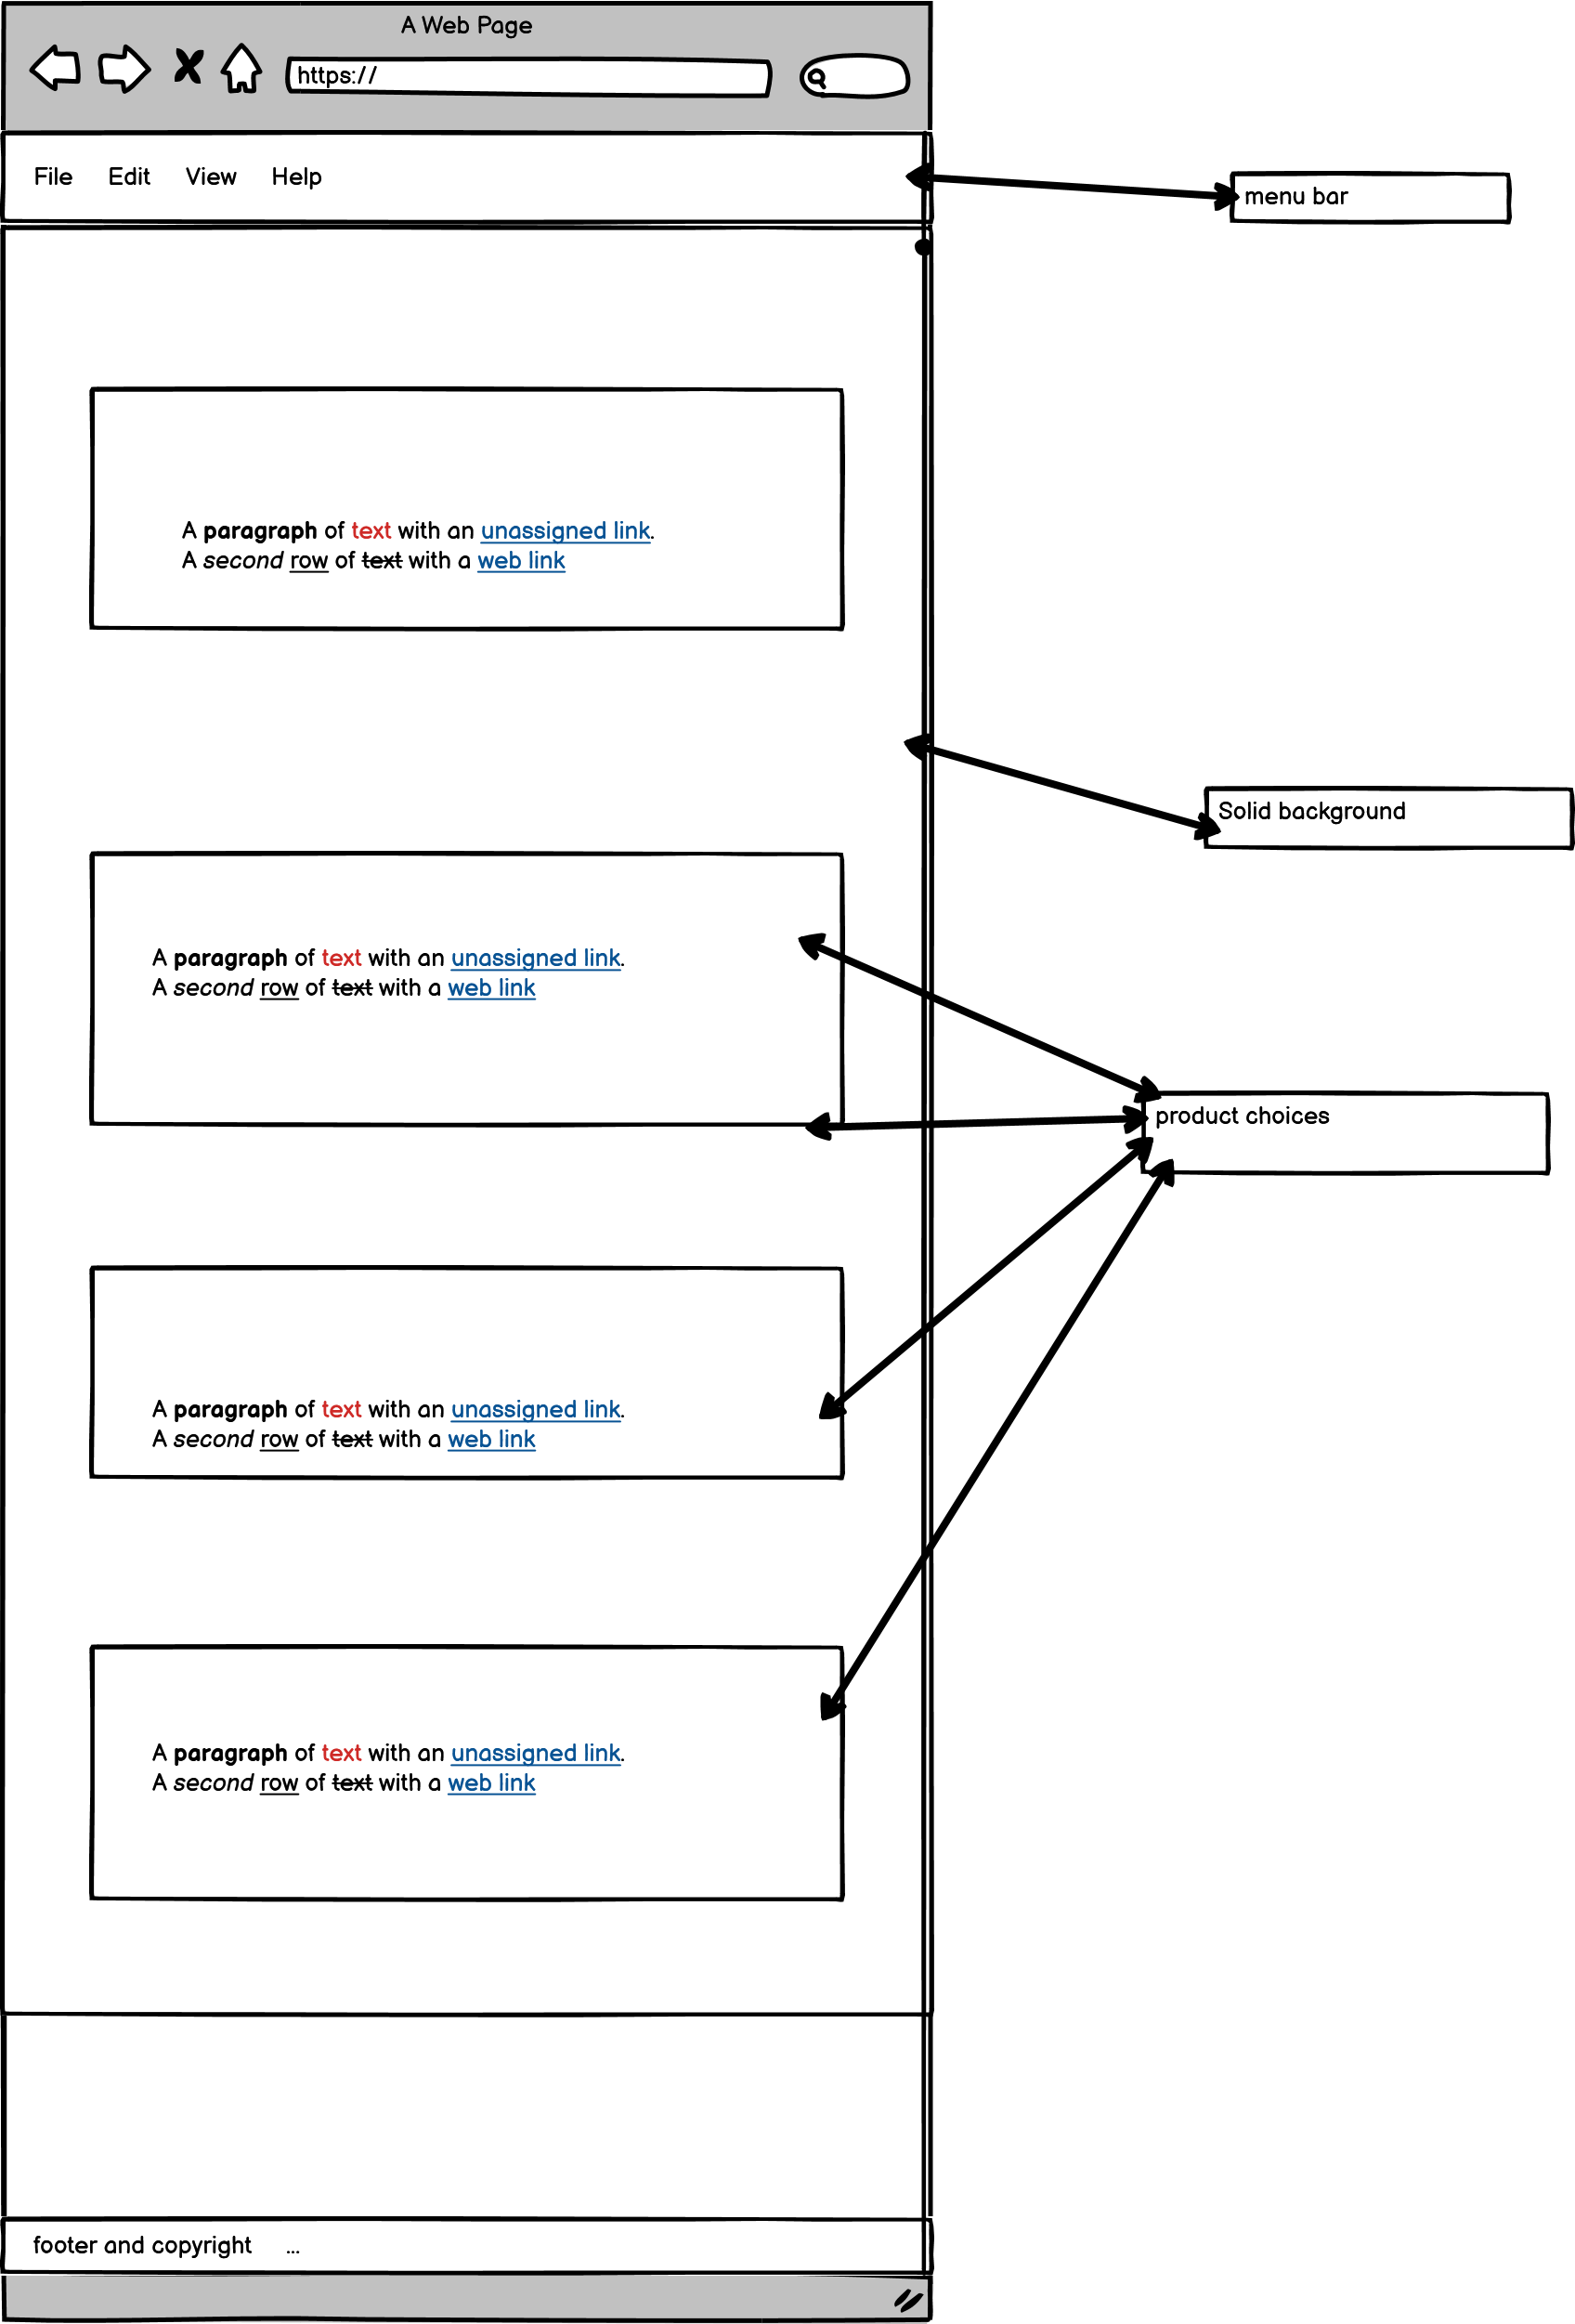 A Web Page
https://
File Edit View Help
menu bar
A paragraph of text with an unassigned link.
A second row of text with a web link
Solid background
A paragraph of text with an unassigned link.
A second row of text with a web link
product choices
A paragraph of text with an unassigned link.
A second row of text with a web link
A paragraph of text with an unassigned link.
A second row of text with a web link
footer and copyright ...